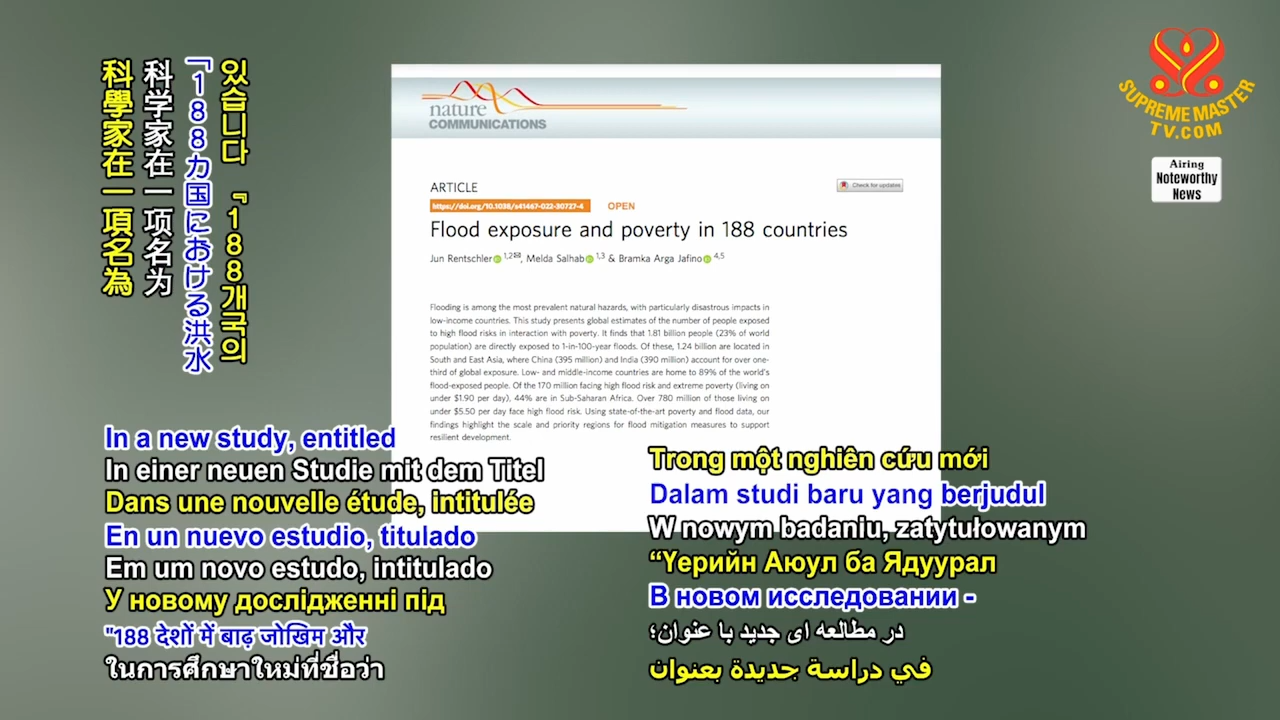 있습니다 『188개국의
「188カ国における洪水
科学家在一项名为
科學家在一項名為
nature
COMMUNICATIONS
SUPREME MASTER
TV.COM
Airing
Noteworthy
News
ARTICLE
Check for updates
https://doi.org/10.1038/s41467-022-30727-4 OPEN
Flood exposure and poverty in 188 countries
Jun Rentschler 1,2✉, Melda Salhab 1,3 & Bramka Arga Jafino 4,5
Flooding is among the most prevalent natural hazards, with particularly disastrous impacts in
low-income countries. This study presents global estimates of the number of people exposed
to high flood risks in interaction with poverty. It finds that 1.81 billion people (23% of world
population) are directly exposed to 1-in-100-year floods. Of these, 1.24 billion are located in
South and East Asia, where China (395 million) and India (390 million) account for over one-
third of global exposure. Low- and middle-income countries are home to 89% of the world's
flood-exposed people. Of the 170 million facing high flood risk and extreme poverty (living on
under $1.90 per day), 44% are in Sub-Saharan Africa. Over 780 million of those living on
under $5.50 per day face high flood risk. Using state-of-the-art poverty and flood data, our
findings highlight the scale and priority regions for flood mitigation measures to support
resilient development.
In a new study, entitled
In einer neuen Studie mit dem Titel
Dans une nouvelle étude, intitulée
En un nuevo estudio, titulado
Em um novo estudo, intitulado
У новому дослідженні під
"188 देशों में बाढ़ जोखिम और
ในการศึกษาใหม่ที่ชื่อว่า
Trong một nghiên cứu mới
Dalam studi baru yang berjudul
W nowym badaniu, zatytułowanym
“Үерийн Аюул ба Ядуурал
В новом исследовании -
در مطالعه ای جدید با عنوان؛
في دراسة جديدة بعنوان